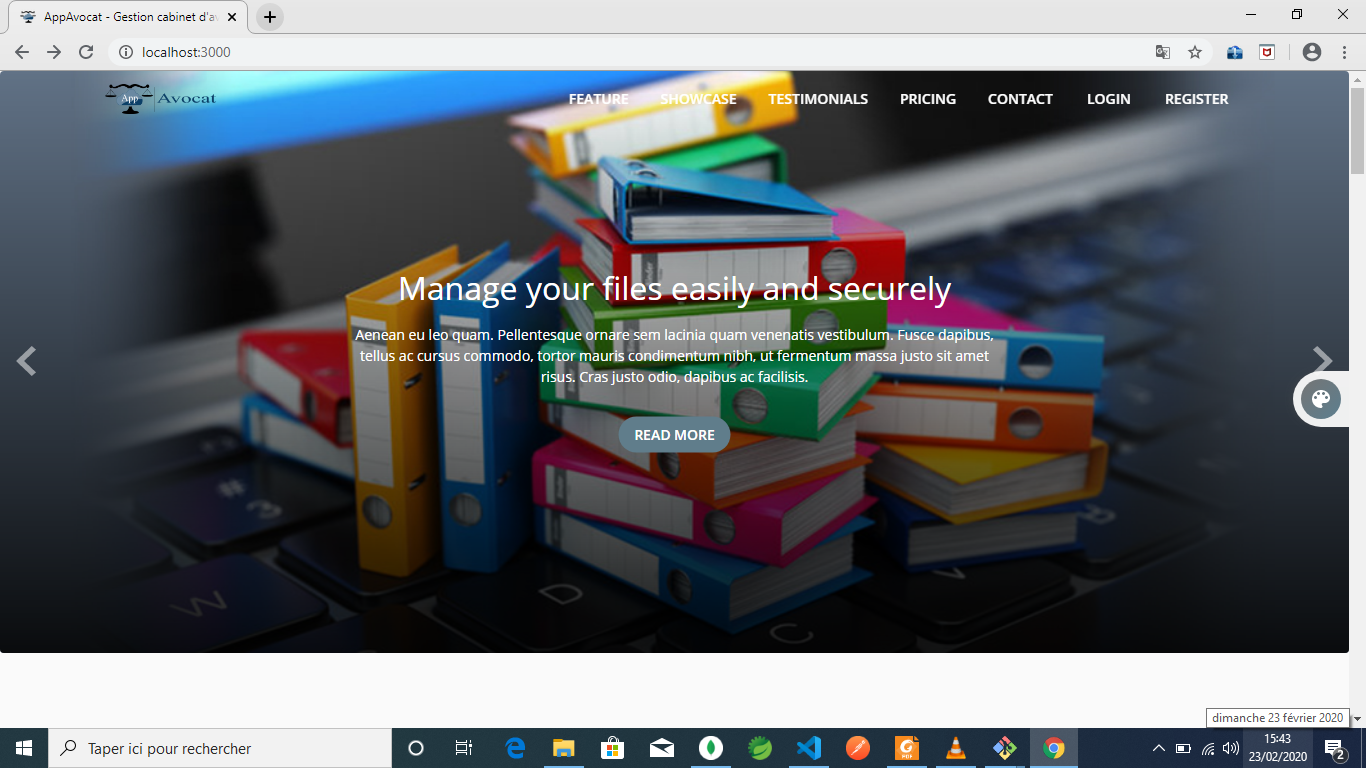 AppAvocat - Gestion cabinet d'av
localhost:3000
App Avocat
FEATURE SHOWCASE TESTIMONIALS PRICING CONTACT LOGIN REGISTER
Manage your files easily and securely
Aenean eu leo quam. Pellentesque ornare sem lacinia quam venenatis vestibulum. Fusce dapibus,
tellus ac cursus commodo, tortor mauris condimentum nibh, ut fermentum massa justo sit amet
risus. Cras justo odio, dapibus ac facilisis.
READ MORE
#
3
W
D
C
dimanche 23 février 2020
Taper ici pour rechercher
15:43
23/02/2020
2